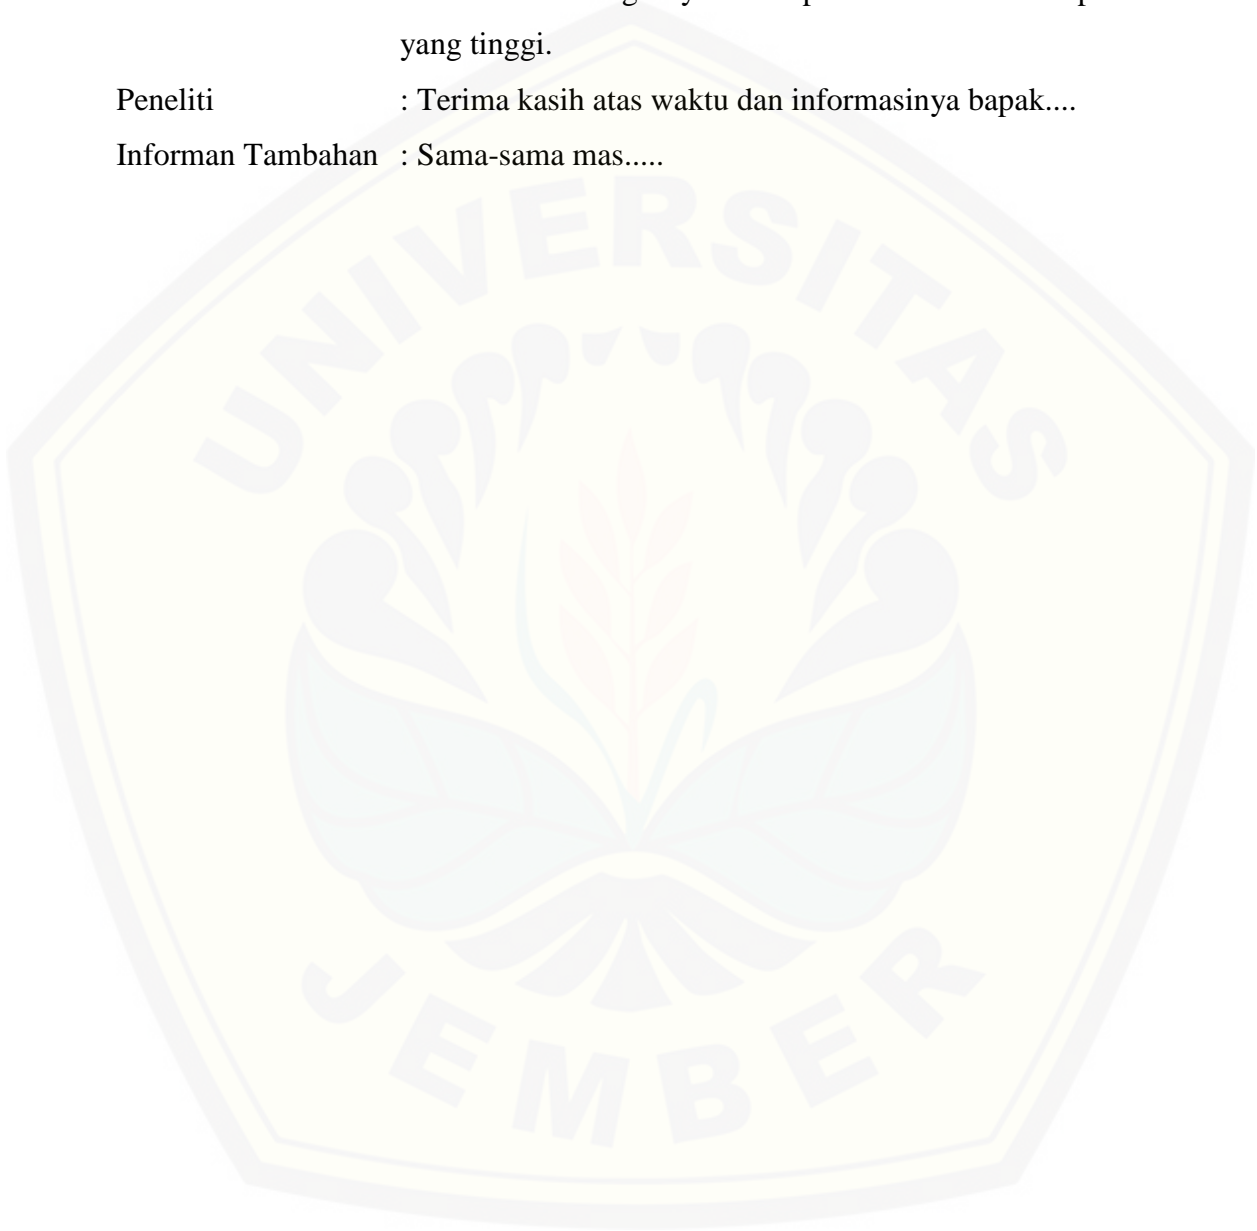 yang tinggi.
Peneliti : Terima kasih atas waktu dan informasinya bapak....
Informan Tambahan : Sama-sama mas.....
UNIVERSITAS
JEMBER